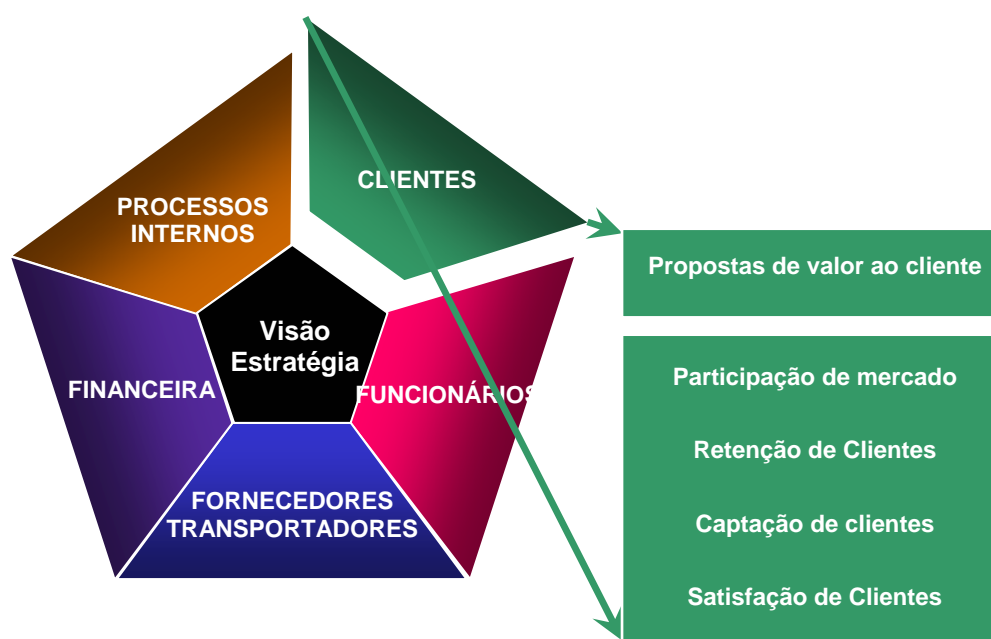 CLIENTES
PROCESSOS
INTERNOS
Visão
Estratégia
FINANCEIRA
FUNCIONÁRIOS
FORNECEDORES
TRANSPORTADORES
Propostas de valor ao cliente
Participação de mercado
Retenção de Clientes
Captação de clientes
Satisfação de Clientes